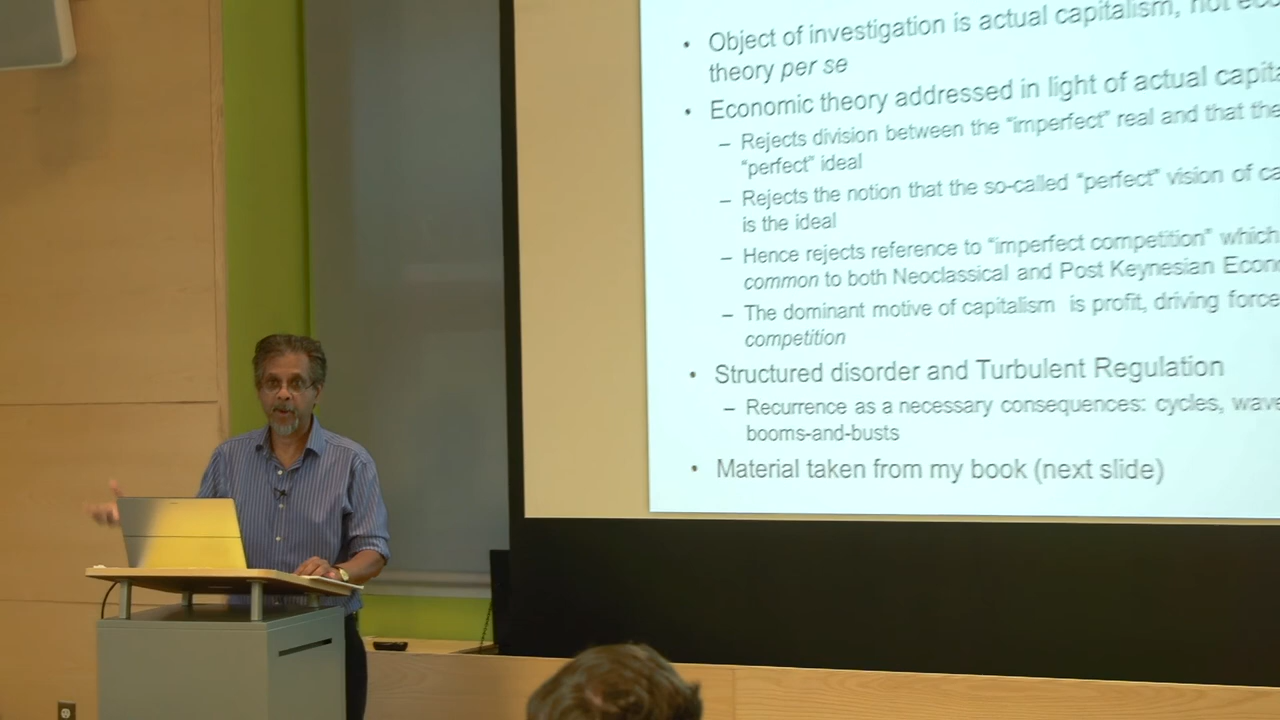 • Object of investigation is actual capitalism, not
theory per se
• Economic theory addressed in light of actual
– Rejects division between the “imperfect” real and that the
“perfect” ideal
– Rejects the notion that the so-called “perfect” vision of
is the ideal
– Hence rejects reference to “imperfect competition” which
common to both Neoclassical and Post Keynesian
– The dominant motive of capitalism is profit, driving force
competition
• Structured disorder and Turbulent Regulation
– Recurrence as a necessary consequences: cycles,
booms-and-busts
• Material taken from my book (next slide)